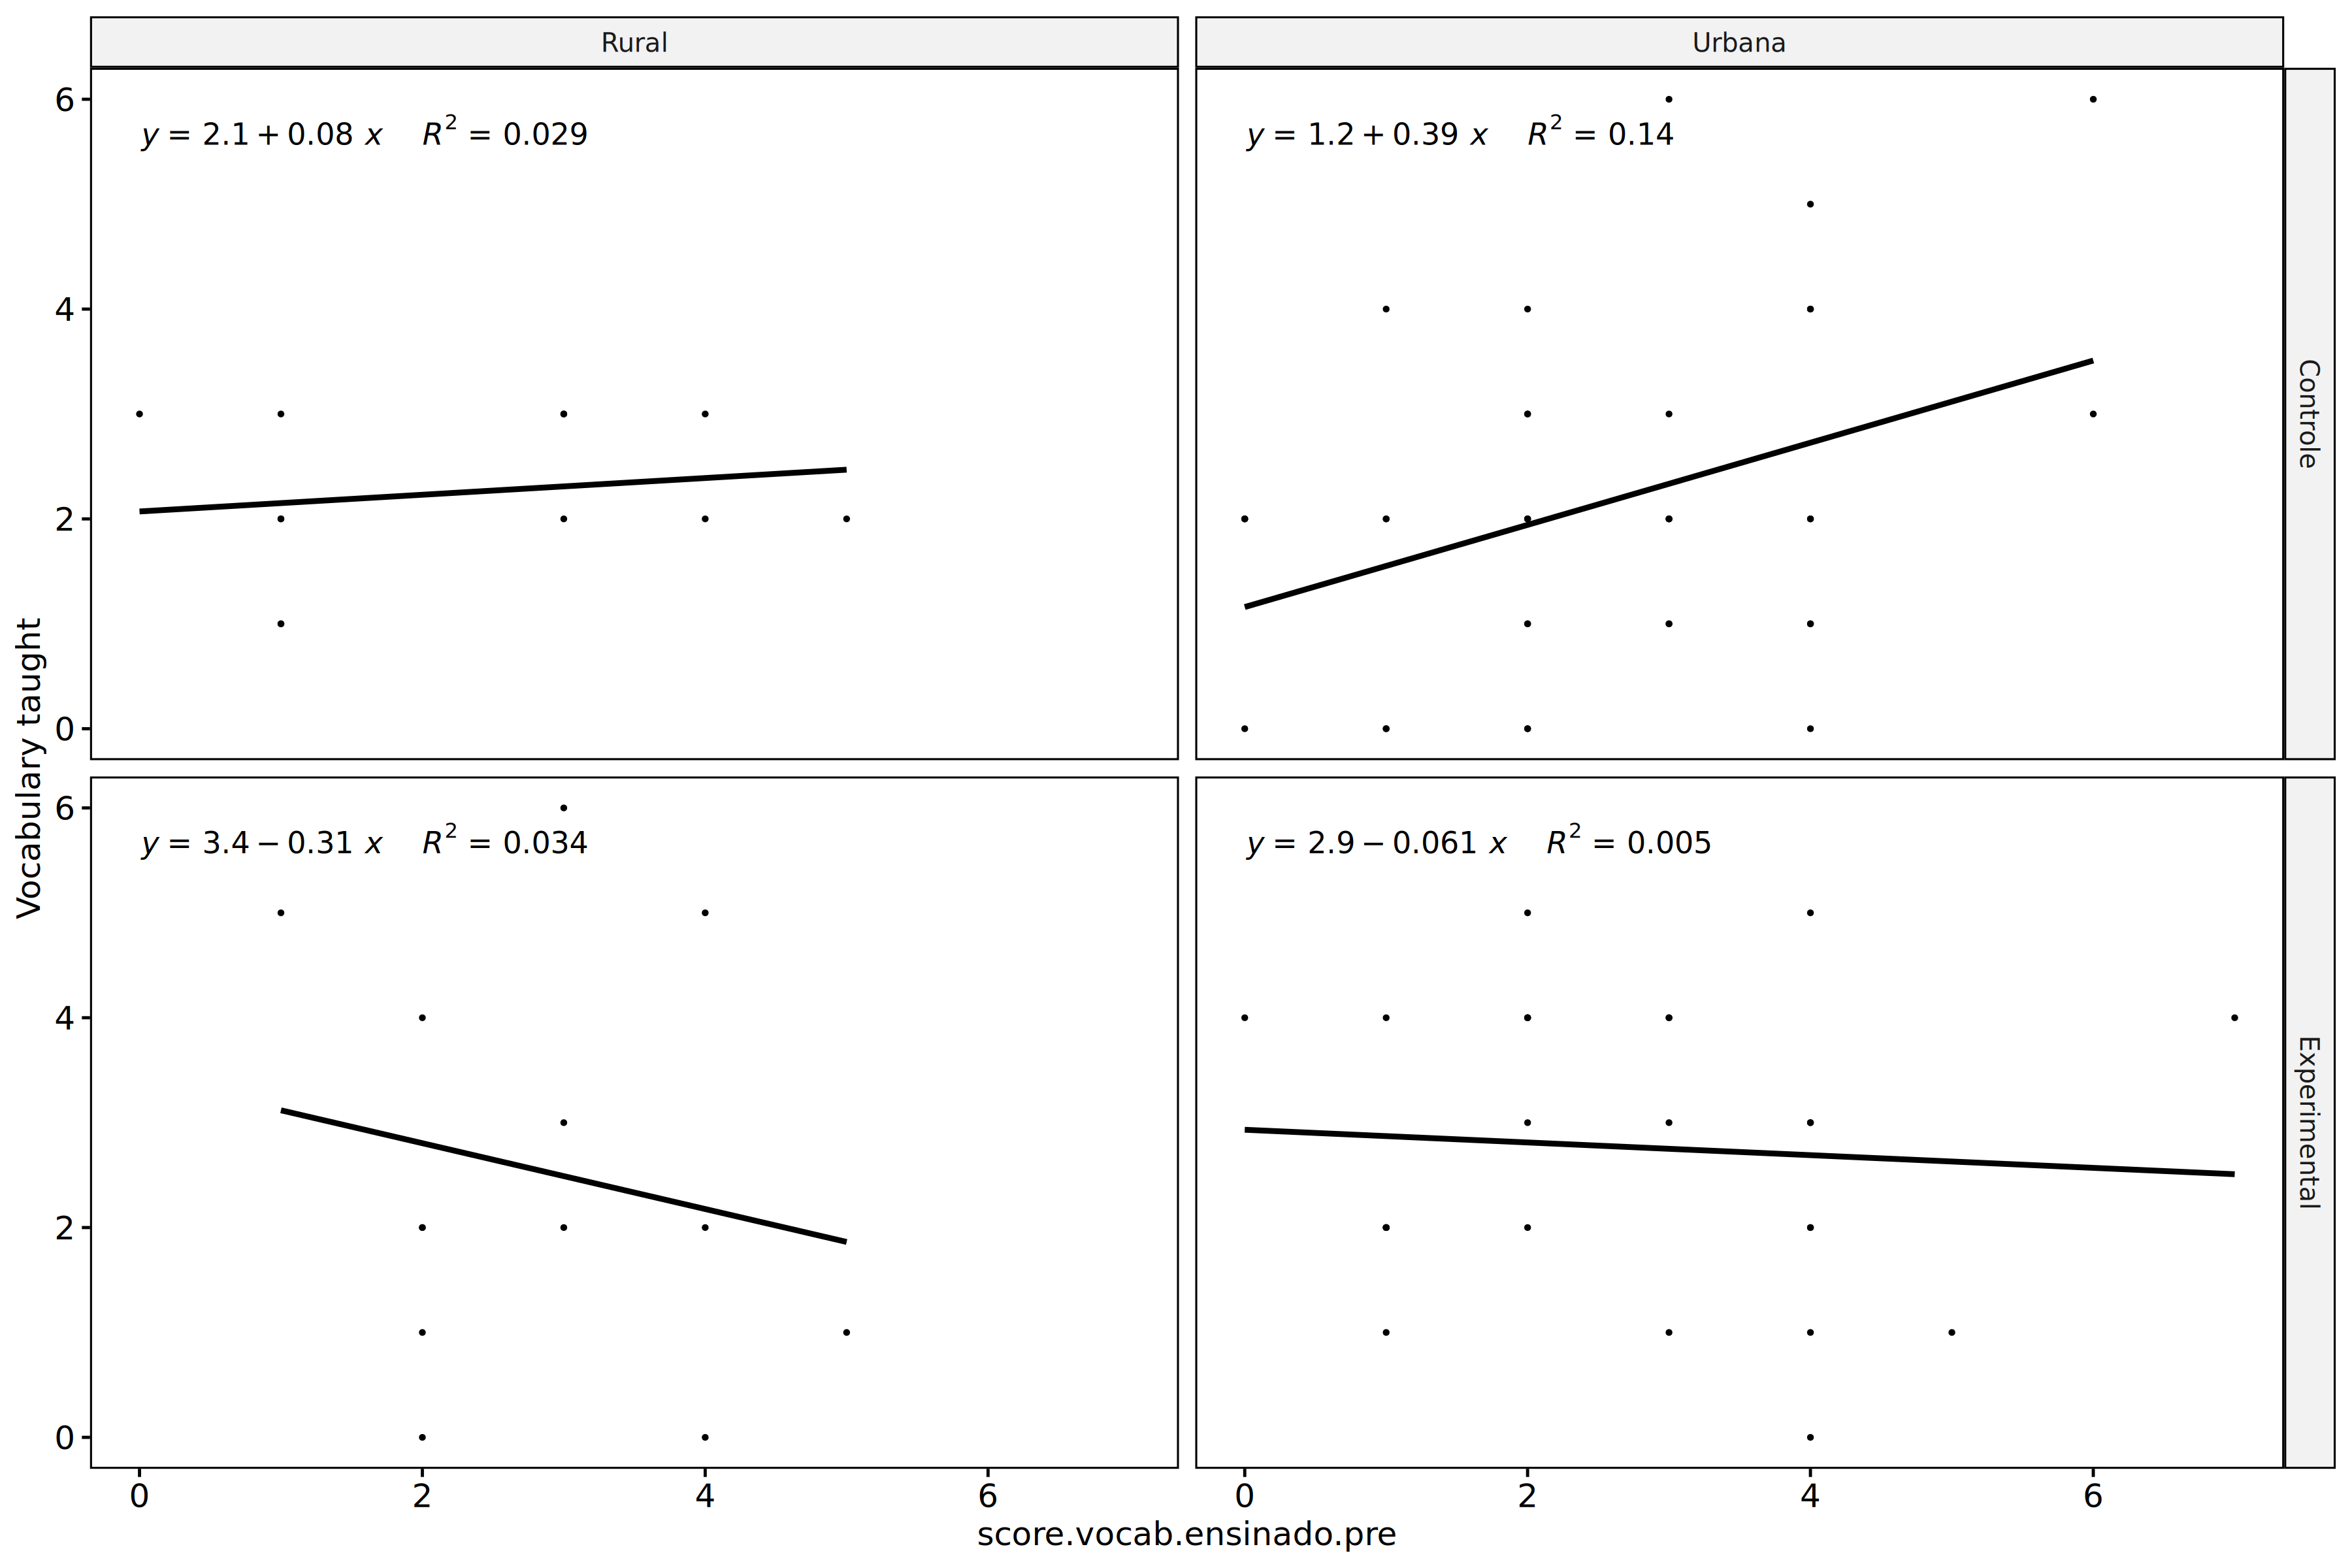 Rural
Urbana
6
4
2
0
y = 2.1 + 0.08 x R² = 0.029
y = 1.2 + 0.39 x R² = 0.14
Controle
Vocabulary taught
6
4
2
0
y = 3.4 − 0.31 x R² = 0.034
y = 2.9 − 0.061 x R² = 0.005
Experimental
0 2 4 6
0 2 4 6
score.vocab.ensinado.pre